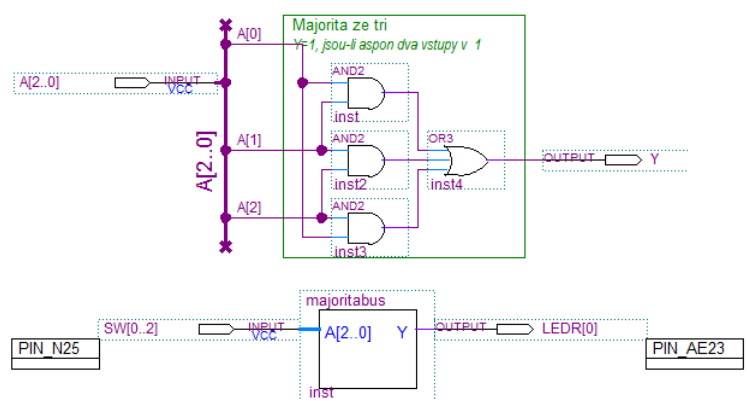 Majorita ze tri
Y=1, jsou-li aspon dva vstupy v 1
A[0]
A[2..0]
INPUT
VCC
AND2
inst
A[1]
AND2
inst2
A[2]
AND2
inst3
A[2..0]
OR3
inst4
OUTPUT
Y
majoritabus
SW[0..2]
INPUT
VCC
A[2..0]
Y
OUTPUT
LEDR[0]
PIN_N25
PIN_AE23
inst